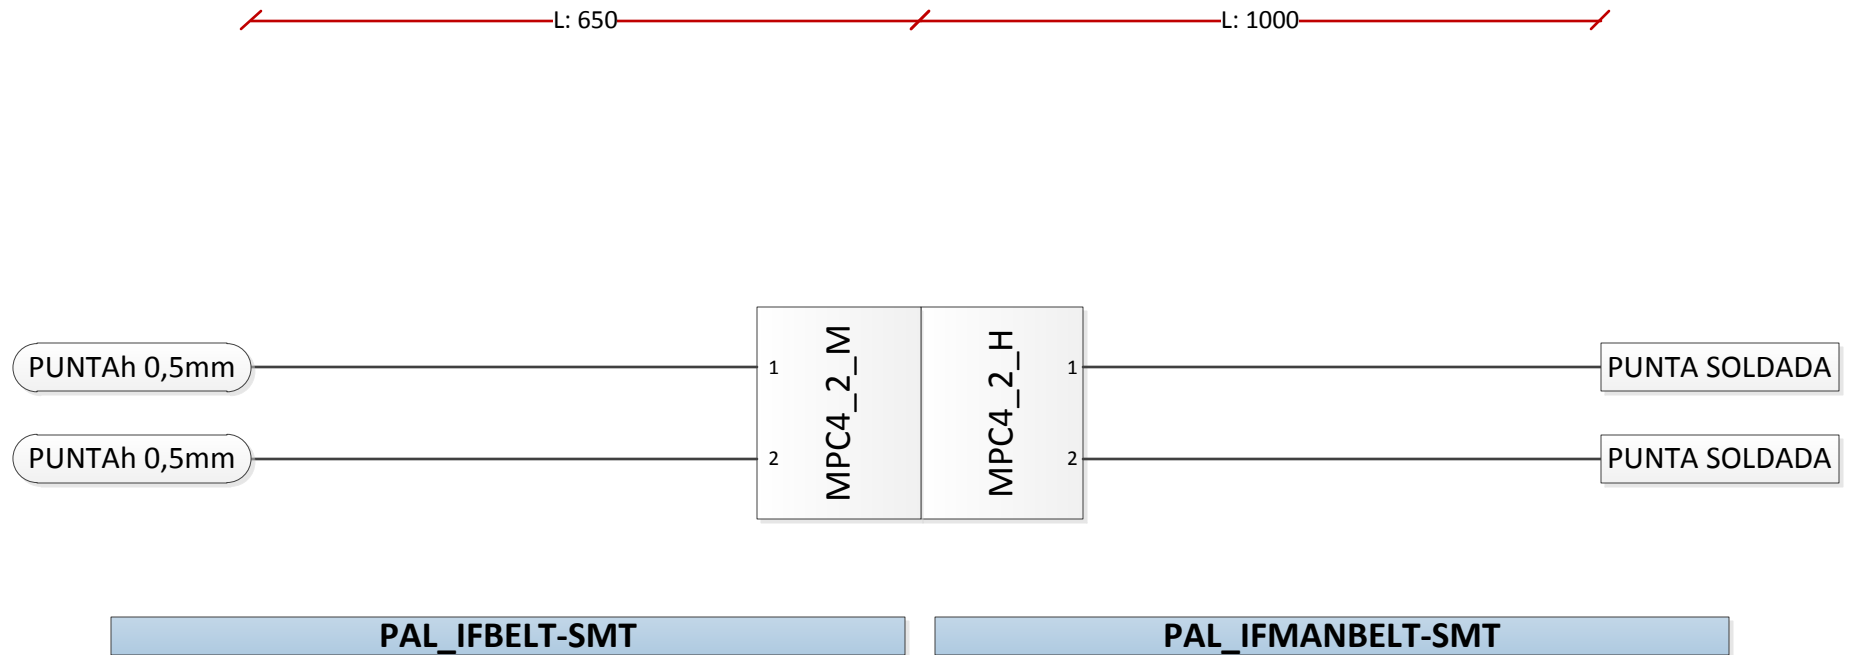 L: 650
L: 1000
PUNTAh 0,5mm
1
MPC4_2_M
MPC4_2_H
1
PUNTA SOLDADA
PUNTAh 0,5mm
2
2
PUNTA SOLDADA
PAL_IFBELT-SMT
PAL_IFMANBELT-SMT